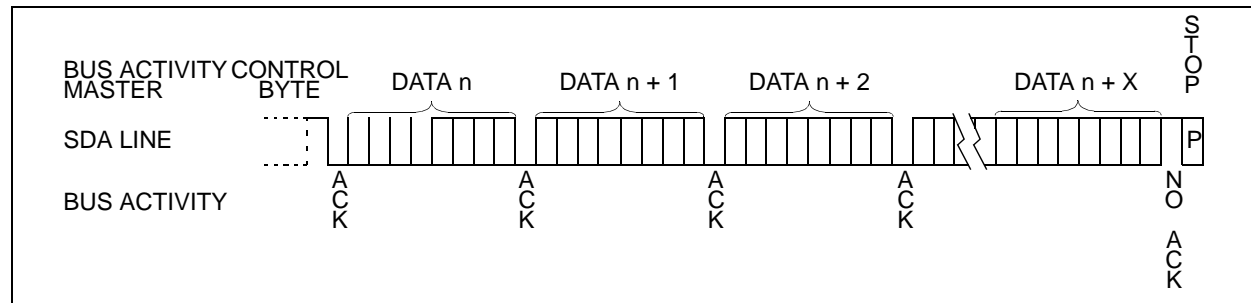 STOP
BUS ACTIVITY MASTER
CONTROL BYTE
DATA n
DATA n + 1
DATA n + 2
DATA n + X
SDA LINE
P
BUS ACTIVITY
ACK
ACK
ACK
ACK
NO ACK